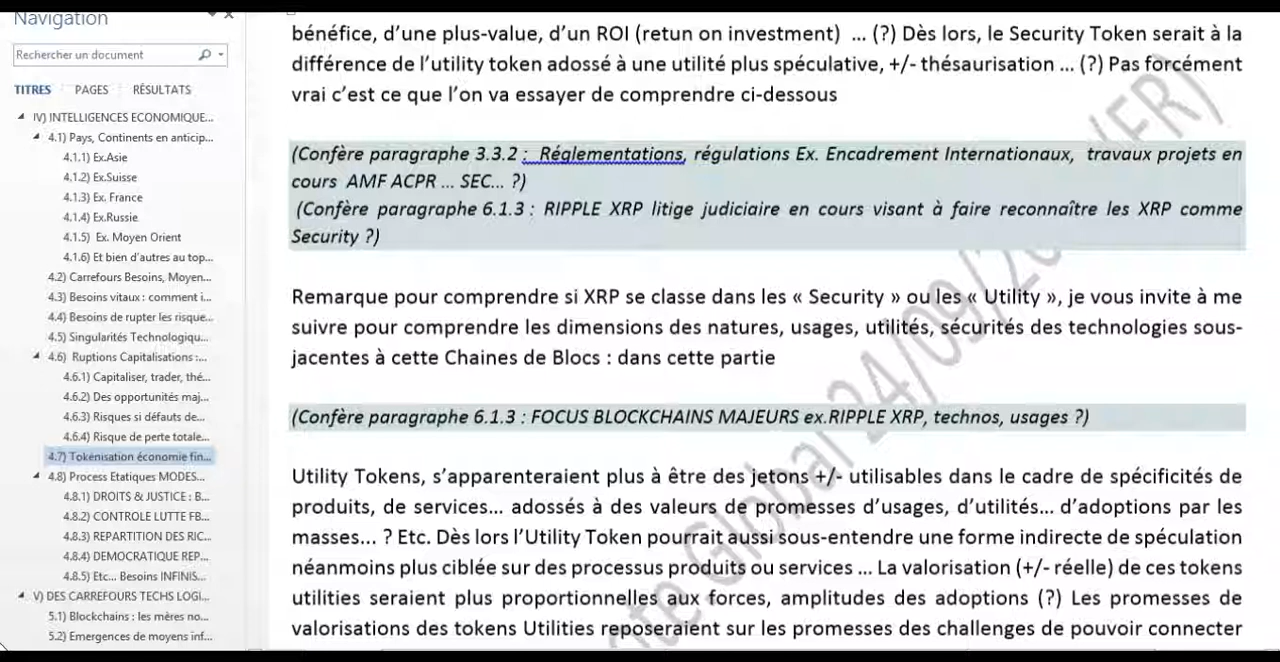 Navigation
Rechercher un document
TITRES PAGES RÉSULTATS
IV) INTELLIGENCES ECONOMIQUE...
4.1) Pays, Continents en anticip...
4.1.1) Ex.Asie
4.1.2) Ex.Suisse
4.1.3) Ex. France
4.1.4) Ex.Russie
4.1.5) Ex. Moyen Orient
4.1.6) Et bien d'autres au top...
4.2) Carrefours Besoins, Moyen...
4.3) Besoins vitaux : comment i...
4.4) Besoins de rupter les risque...
4.5) Singularités Technologiqu...
4.6) Ruptions Capitalisations :...
4.6.1) Capitaliser, trader, thé...
4.6.2) Des opportunités maj...
4.6.3) Risques si défauts de...
4.6.4) Risque de perte totale...
4.7) Tokenisation économie fin...
4.8) Process Etatiques MODES...
4.8.1) DROITS & JUSTICE : B...
4.8.2) CONTROLE LUTTE FB...
4.8.3) REPARTITION DES RIC...
4.8.4) DEMOCRATIQUE REP...
4.8.5) Etc... Besoins INFINIS...
V) DES CARREFOURS TECHS LOGI...
5.1) Blockchains : les mères no...
5.2) Emergences de moyens inf...
bénéfice, d'une plus-value, d'un ROI (retun on investment) ... (?) Dès lors, le Security Token serait à la
différence de l'utility token adossé à une utilité plus spéculative, +/- thésaurisation ... (?) Pas forcément
vrai c'est ce que l'on va essayer de comprendre ci-dessous
(Confère paragraphe 3.3.2 : Réglementations, régulations Ex. Encadrement Internationaux, travaux projets en
cours AMF ACPR ... SEC... ?)
(Confère paragraphe 6.1.3 : RIPPLE XRP litige judiciaire en cours visant à faire reconnaître les XRP comme
Security ?)
Remarque pour comprendre si XRP se classe dans les « Security » ou les « Utility », je vous invite à me
suivre pour comprendre les dimensions des natures, usages, utilités, sécurités des technologies sous-
jacentes à cette Chaines de Blocs : dans cette partie
(Confère paragraphe 6.1.3 : FOCUS BLOCKCHAINS MAJEURS ex.RIPPLE XRP, technos, usages ?)
Utility Tokens, s'apparenteraient plus à être des jetons +/- utilisables dans le cadre de spécificités de
produits, de services... adossés à des valeurs de promesses d'usages, d'utilités... d'adoptions par les
masses... ? Etc. Dès lors l'Utility Token pourrait aussi sous-entendre une forme indirecte de spéculation
néanmoins plus ciblée sur des processus produits ou services ... La valorisation (+/- réelle) de ces tokens
utilities seraient plus proportionnelles aux forces, amplitudes des adoptions (?) Les promesses de
valorisations des tokens Utilities reposeraient sur les promesses des challenges de pouvoir connecter